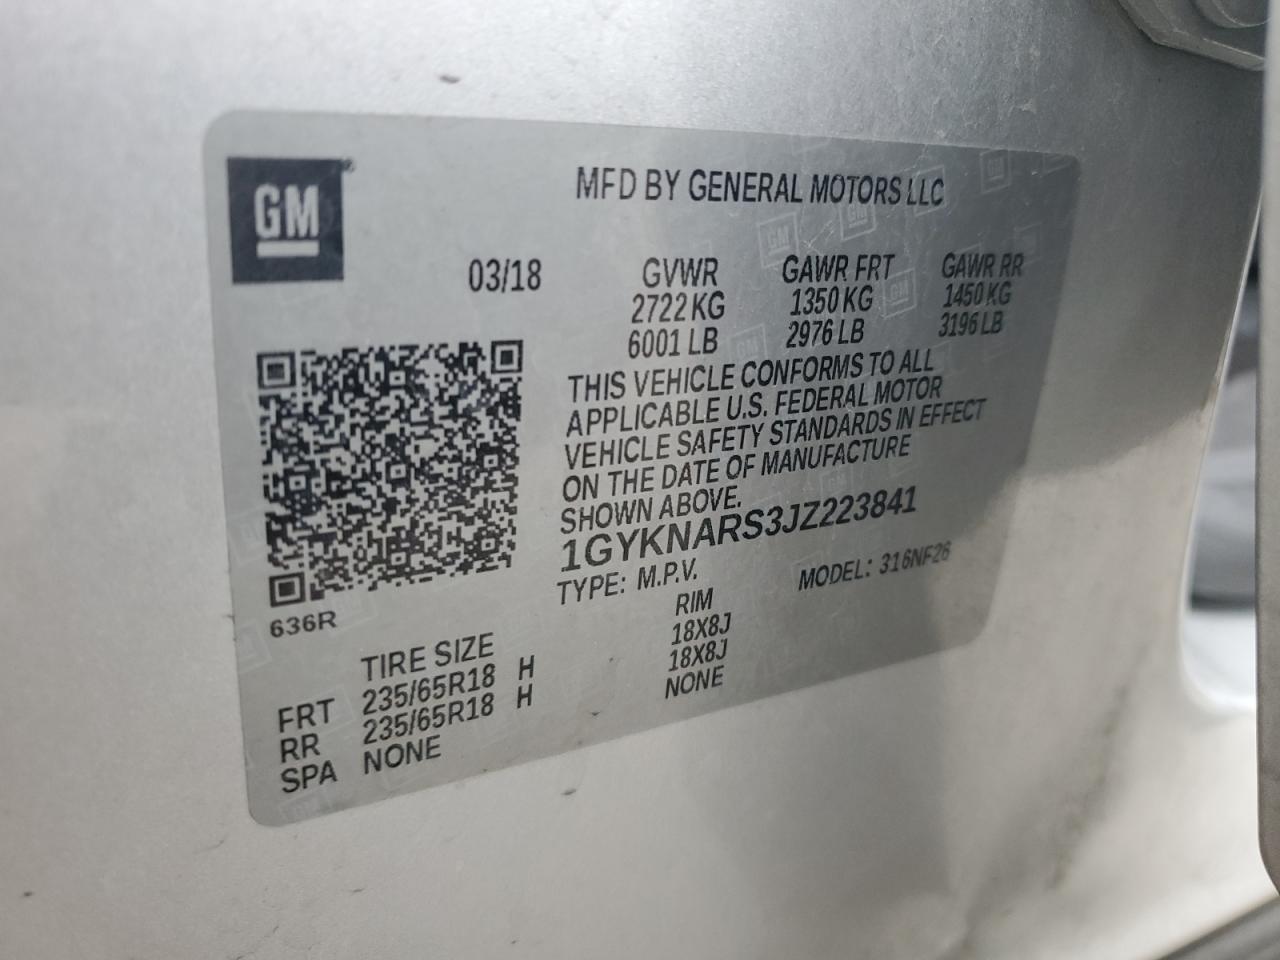 GM
MFD BY GENERAL MOTORS LLC
03/18
GVWR GAWR FRT GAWR RR
2722 KG 1350 KG 1450 KG
6001 LB 2976 LB 3196 LB
THIS VEHICLE CONFORMS TO ALL
APPLICABLE U.S. FEDERAL MOTOR
VEHICLE SAFETY STANDARDS IN EFFECT
ON THE DATE OF MANUFACTURE
SHOWN ABOVE.
1GYKNARS3JZ223841
TYPE: M.P.V. MODEL: 316NF26
636R
TIRE SIZE RIM
FRT 235/65R18 H 18X8J
RR 235/65R18 H 18X8J
SPA NONE NONE